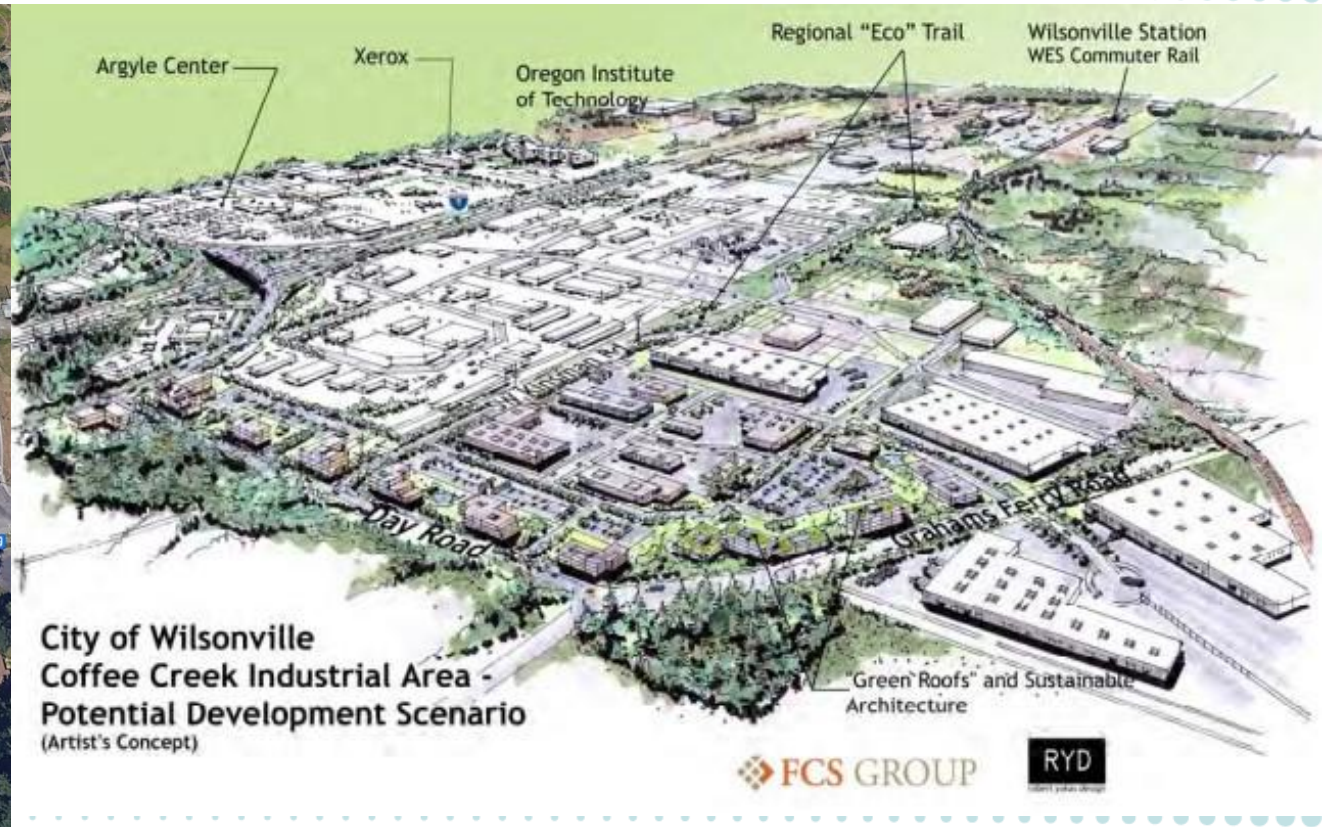 Argyle Center
Xerox
Oregon Institute
of Technology
Regional "Eco" Trail
Wilsonville Station
WES Commuter Rail
Day Road
Grahams Ferry Road
City of Wilsonville
Coffee Creek Industrial Area -
Potential Development Scenario
(Artist's Concept)
"Green Roofs" and Sustainable
Architecture
FCS GROUP
RYD